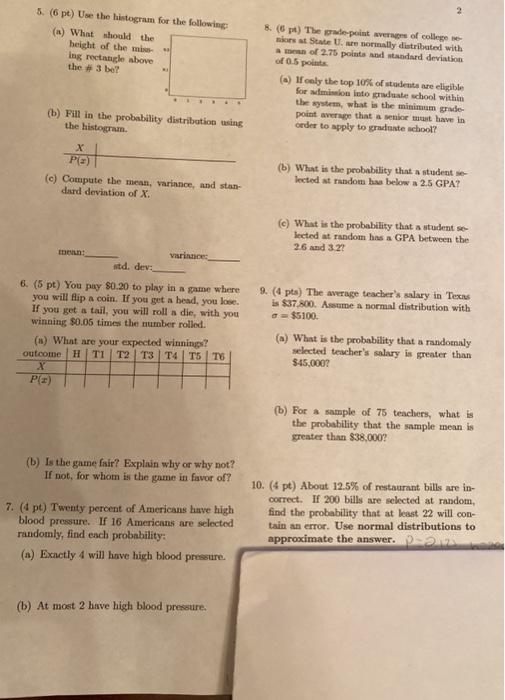 2
5. (6 pt) Use the histogram for the following:
(a) What should the
height of the miss-
ing rectangle above
the # 3 be?
(b) Fill in the probability distribution using
the histogram.
X
P(x)
(c) Compute the mean, variance, and stan-
dard deviation of X.
mean: variance:
std. dev:
6. (5 pt) You pay $0.20 to play in a game where
you will flip a coin. If you get a head, you lose.
If you get a tail, you will roll a die, with you
winning $0.05 times the number rolled.
(a) What are your expected winnings?
outcome H T1 T2 T3 T4 T5 T6
X
P(x)
(b) Is the game fair? Explain why or why not?
If not, for whom is the game in favor of?
7. (4 pt) Twenty percent of Americans have high
blood pressure. If 16 Americans are selected
randomly, find each probability:
(a) Exactly 4 will have high blood pressure.
(b) At most 2 have high blood pressure.
8. (6 pt) The grade-point averages of college se-
niors at State U. are normally distributed with
a mean of 2.75 points and standard deviation
of 0.5 points.
(a) If only the top 10% of students are eligible
for admission into graduate school within
the system, what is the minimum grade-
point average that a senior must have in
order to apply to graduate school?
(b) What is the probability that a student se-
lected at random has below a 2.5 GPA?
(c) What is the probability that a student se-
lected at random has a GPA between the
2.6 and 3.2?
9. (4 pts) The average teacher's salary in Texas
is $37,800. Assume a normal distribution with
σ = $5100.
(a) What is the probability that a randomaly
selected teacher's salary is greater than
$45,000?
(b) For a sample of 75 teachers, what is
the probability that the sample mean is
greater than $38,000?
10. (4 pt) About 12.5% of restaurant bills are in-
correct. If 200 bills are selected at random,
find the probability that at least 22 will con-
tain an error. Use normal distributions to
approximate the answer.